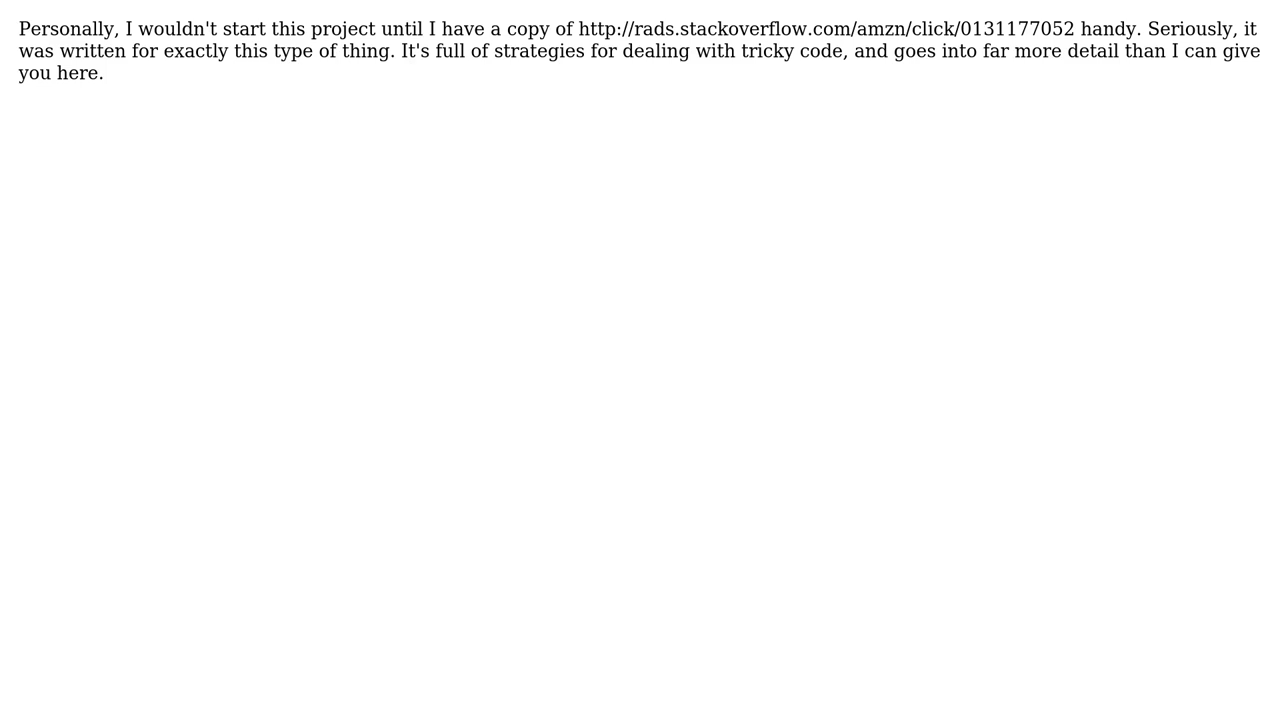 Personally, I wouldn't start this project until I have a copy of http://rads.stackoverflow.com/amzn/click/0131177052 handy. Seriously, it
was written for exactly this type of thing. It's full of strategies for dealing with tricky code, and goes into far more detail than I can give
you here.